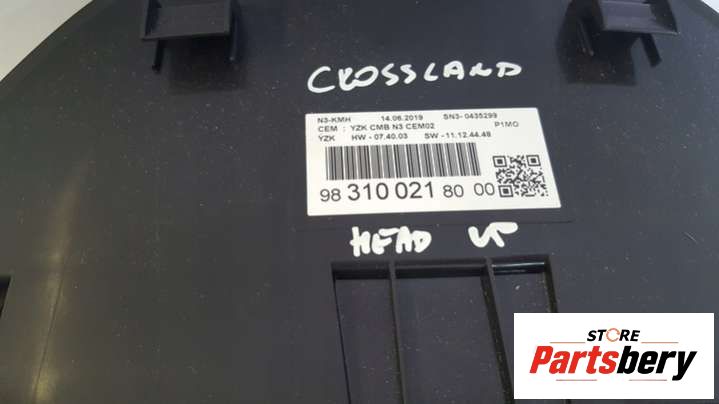 CROSSLAND
N3-KMH 14.06.2019 SN3- 0435299
CEM : YZK CMB N3 CEM02 P1MO
YZK HW -07.40.03 SW -11.12.44.48
98 310 021 80 00
HEAD UP
STORE
Partsbery